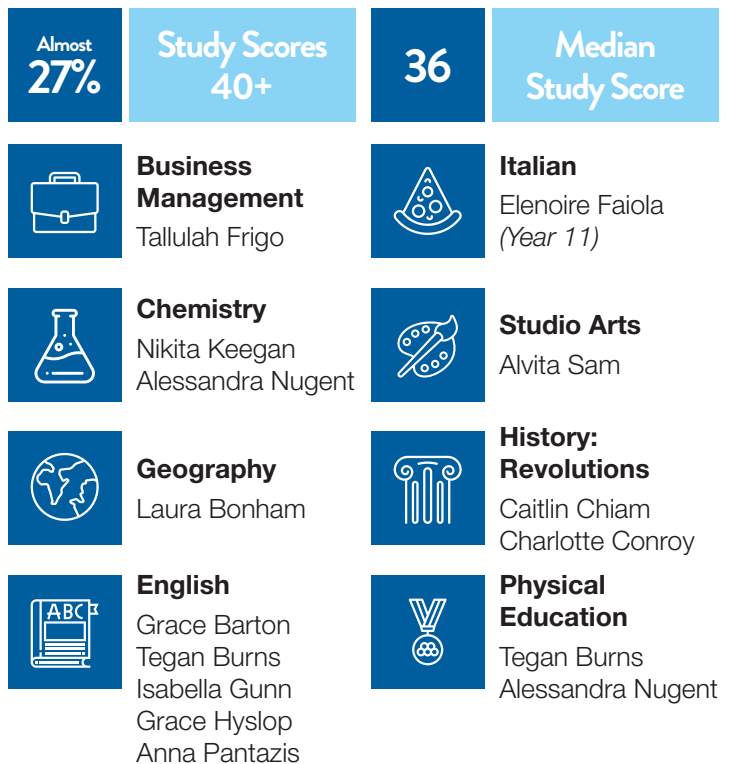 Almost
27%
Study Scores
40+
36
Median
Study Score
Business
Management
Tallulah Frigo
Italian
Elenoire Faiola
(Year 11)
Chemistry
Nikita Keegan
Alessandra Nugent
Studio Arts
Alvita Sam
Geography
Laura Bonham
History:
Revolutions
Caitlin Chiam
Charlotte Conroy
ABC
English
Grace Barton
Tegan Burns
Isabella Gunn
Grace Hyslop
Anna Pantazis
Physical
Education
Tegan Burns
Alessandra Nugent